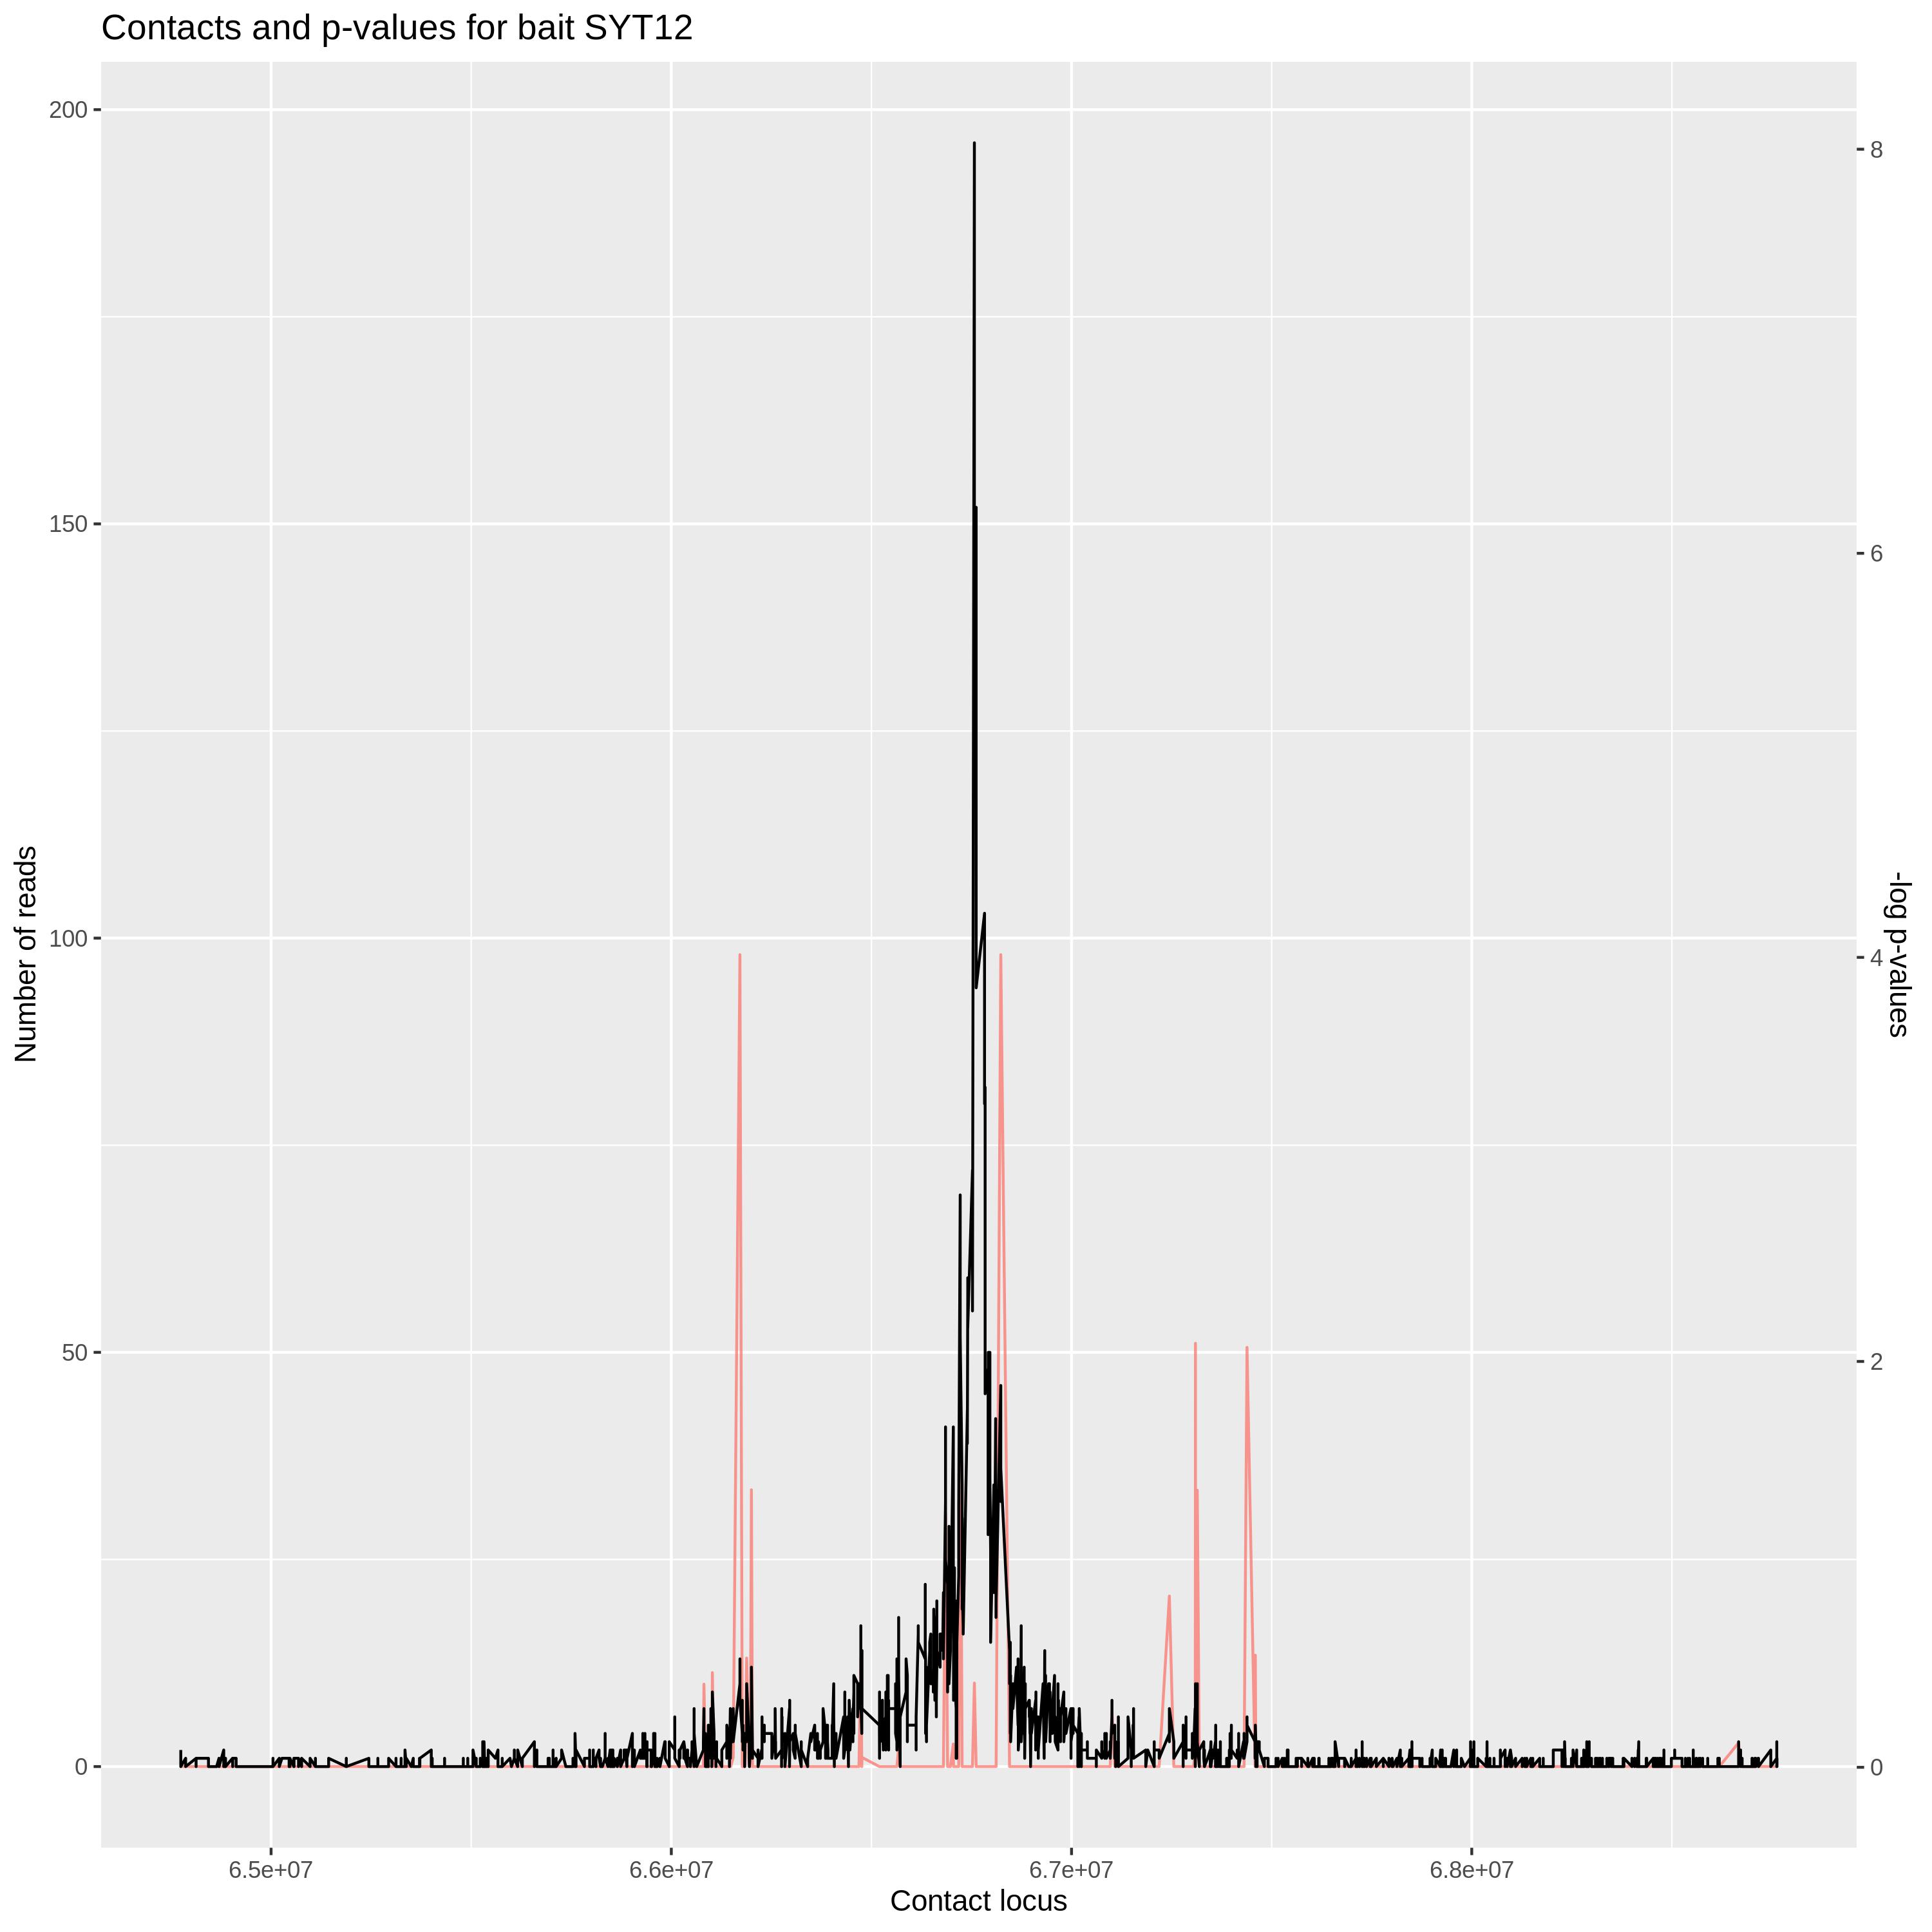 Contacts and p-values for bait SYT12
200
150
100
50
0
Number of reads
8
6
4
2
0
-log p-values
6.5e+07
6.6e+07
6.7e+07
6.8e+07
Contact locus